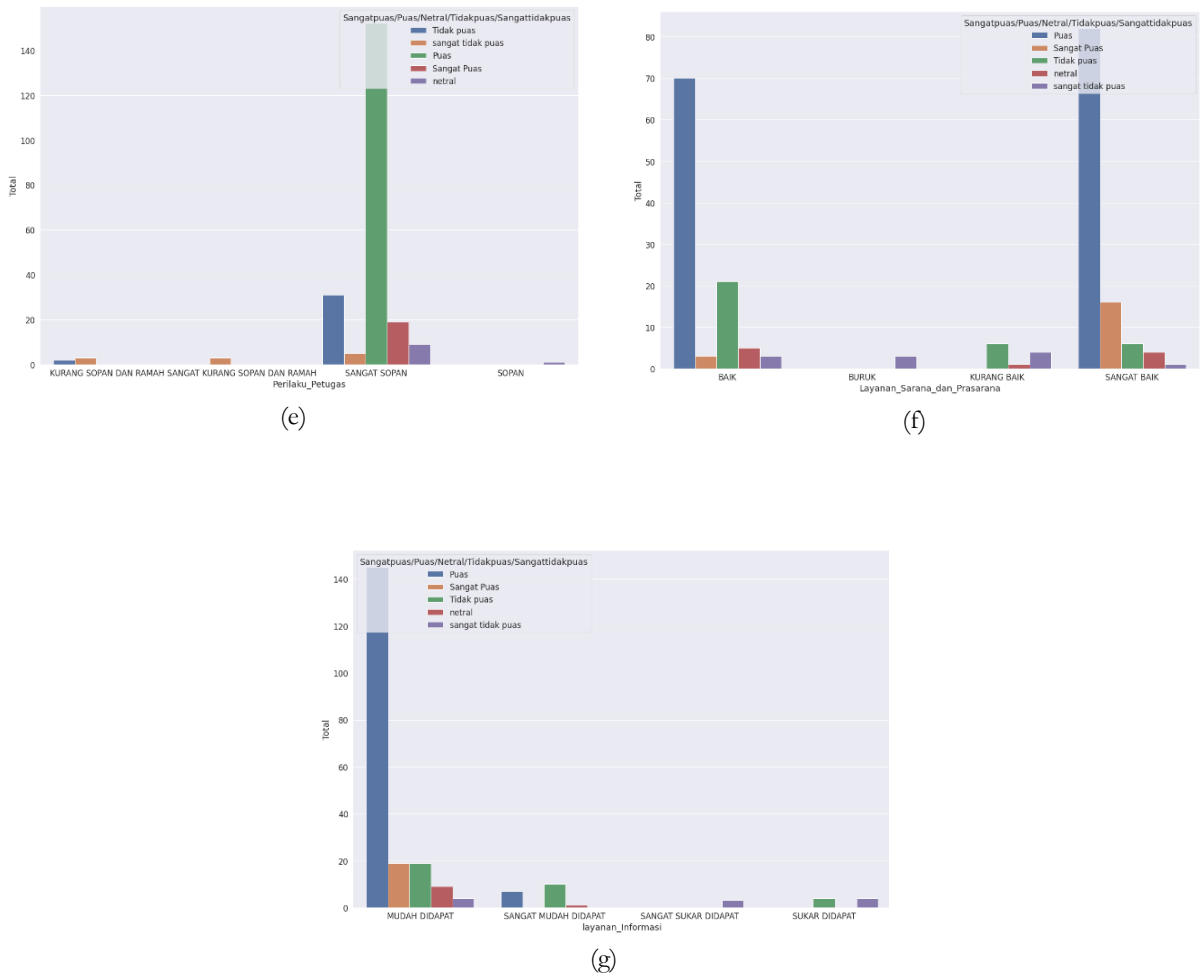 Sangatpuas/Puas/Netral/Tidakpuas/Sangattidakpuas
Tidak puas
sangat tidak puas
Puas
Sangat Puas
netral
140
120
100
80
60
40
20
0
Total
KURANG SOPAN DAN RAMAH SANGAT KURANG SOPAN DAN RAMAH SANGAT SOPAN SOPAN
Perilaku_Petugas
(e)
Sangatpuas/Puas/Netral/Tidakpuas/Sangattidakpuas
Puas
Sangat Puas
Tidak puas
netral
sangat tidak puas
80
70
60
50
40
30
20
10
0
Total
BAIK BURUK KURANG BAIK SANGAT BAIK
Layanan_Sarana_dan_Prasarana
(f)
Sangatpuas/Puas/Netral/Tidakpuas/Sangattidakpuas
Puas
Sangat Puas
Tidak puas
netral
sangat tidak puas
140
120
100
80
60
40
20
0
Total
MUDAH DIDAPAT SANGAT MUDAH DIDAPAT SANGAT SUKAR DIDAPAT SUKAR DIDAPAT
layanan_Informasi
(g)